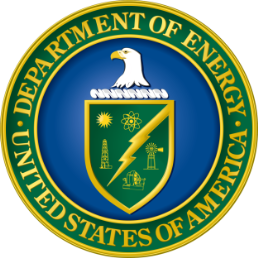 DEPARTMENT OF ENERGY
UNITED STATES OF AMERICA